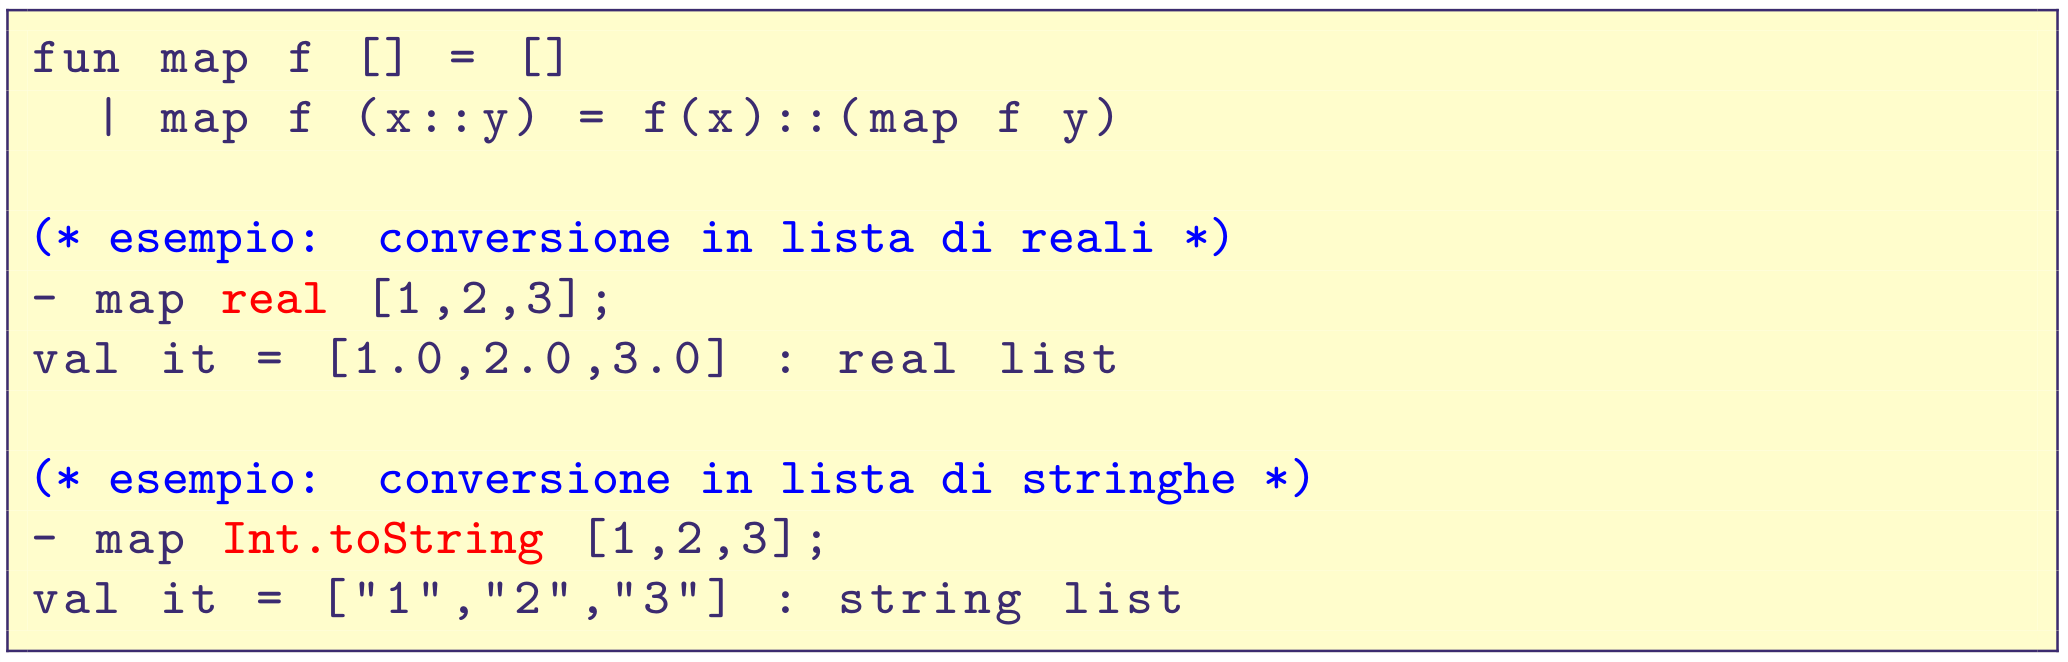 fun map f [] = []
| map f (x::y) = f(x)::(map f y)
(* esempio: conversione in lista di reali *)
- map real [1,2,3];
val it = [1.0,2.0,3.0] : real list
(* esempio: conversione in lista di stringhe *)
- map Int.toString [1,2,3];
val it = ["1","2","3"] : string list